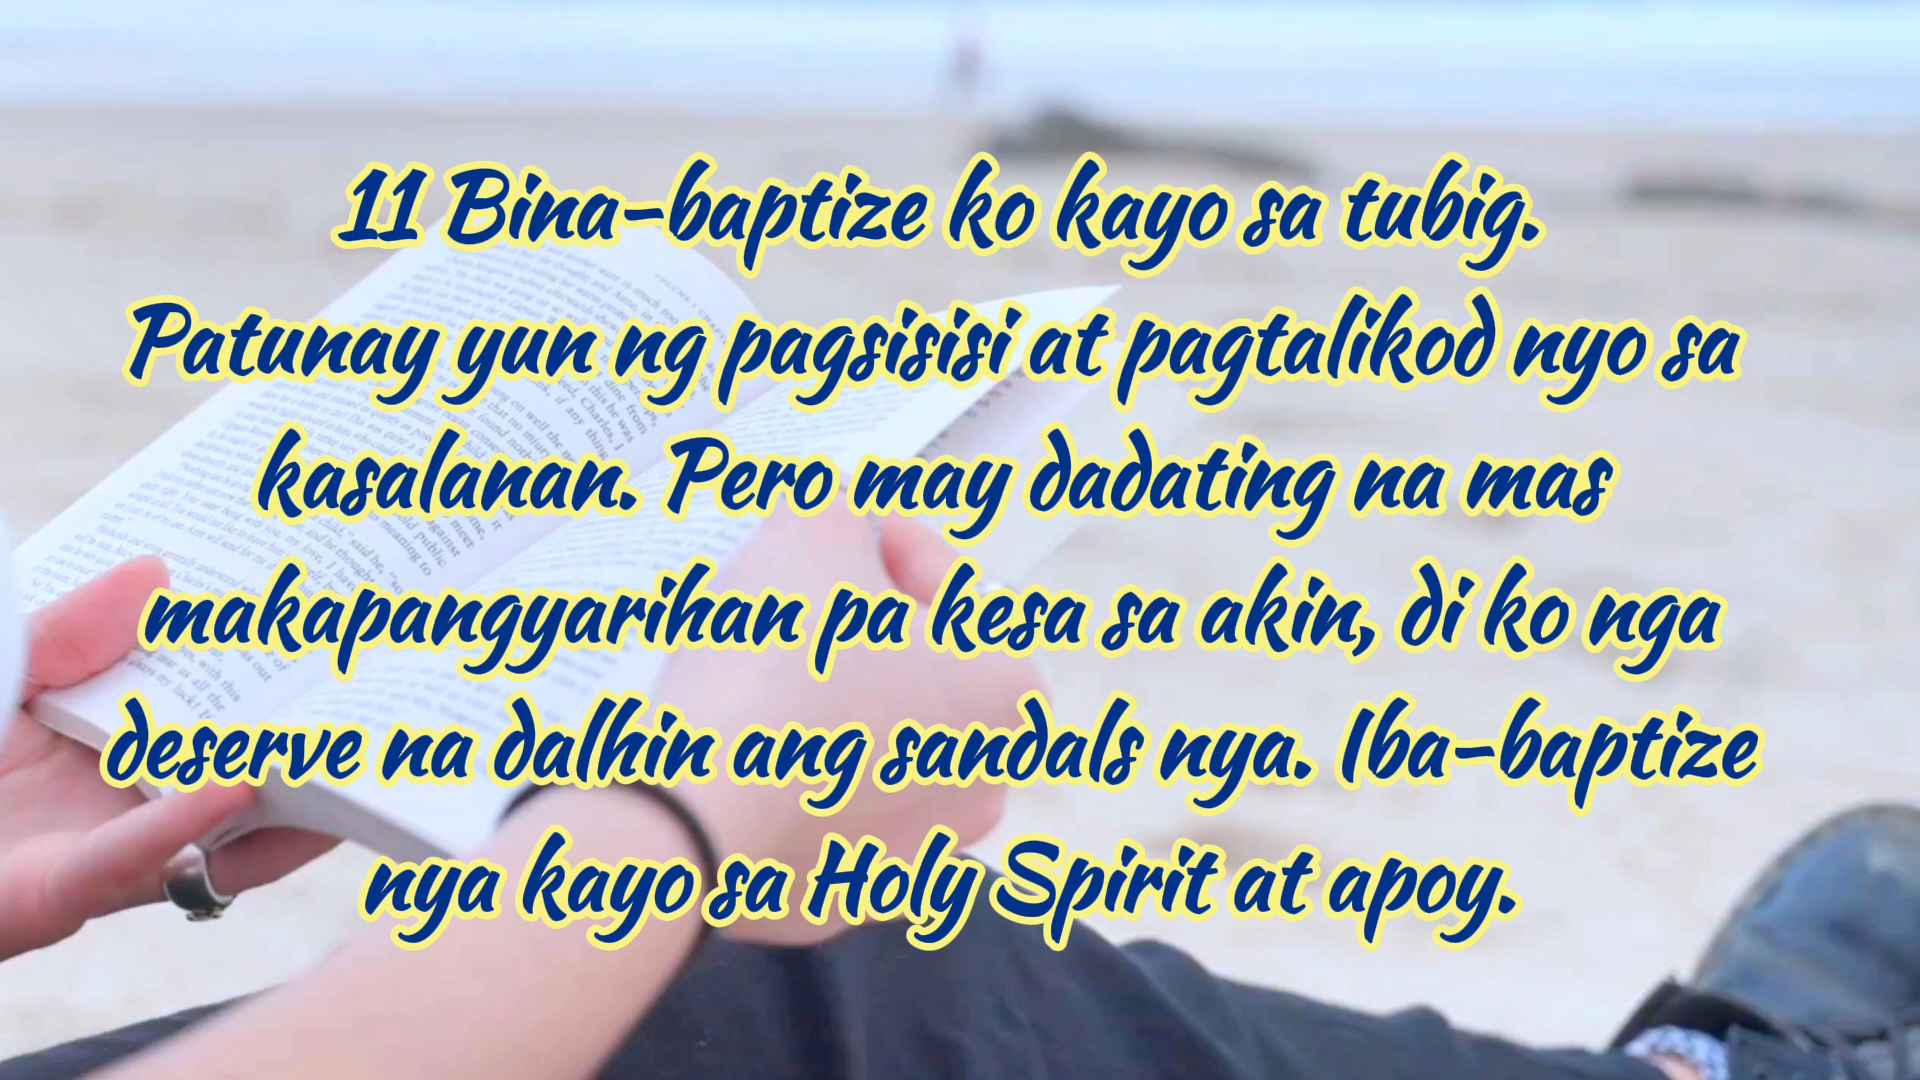 11 Bina-baptize ko kayo sa tubig.
Patunay yun ng pagsisisi at pagtalikod nyo sa
kasalanan. Pero may dadating na mas
makapangyarihan pa kesa sa akin, di ko nga
deserve na dalhin ang sandals nya. Iba-baptize
nya kayo sa Holy Spirit at apoy.